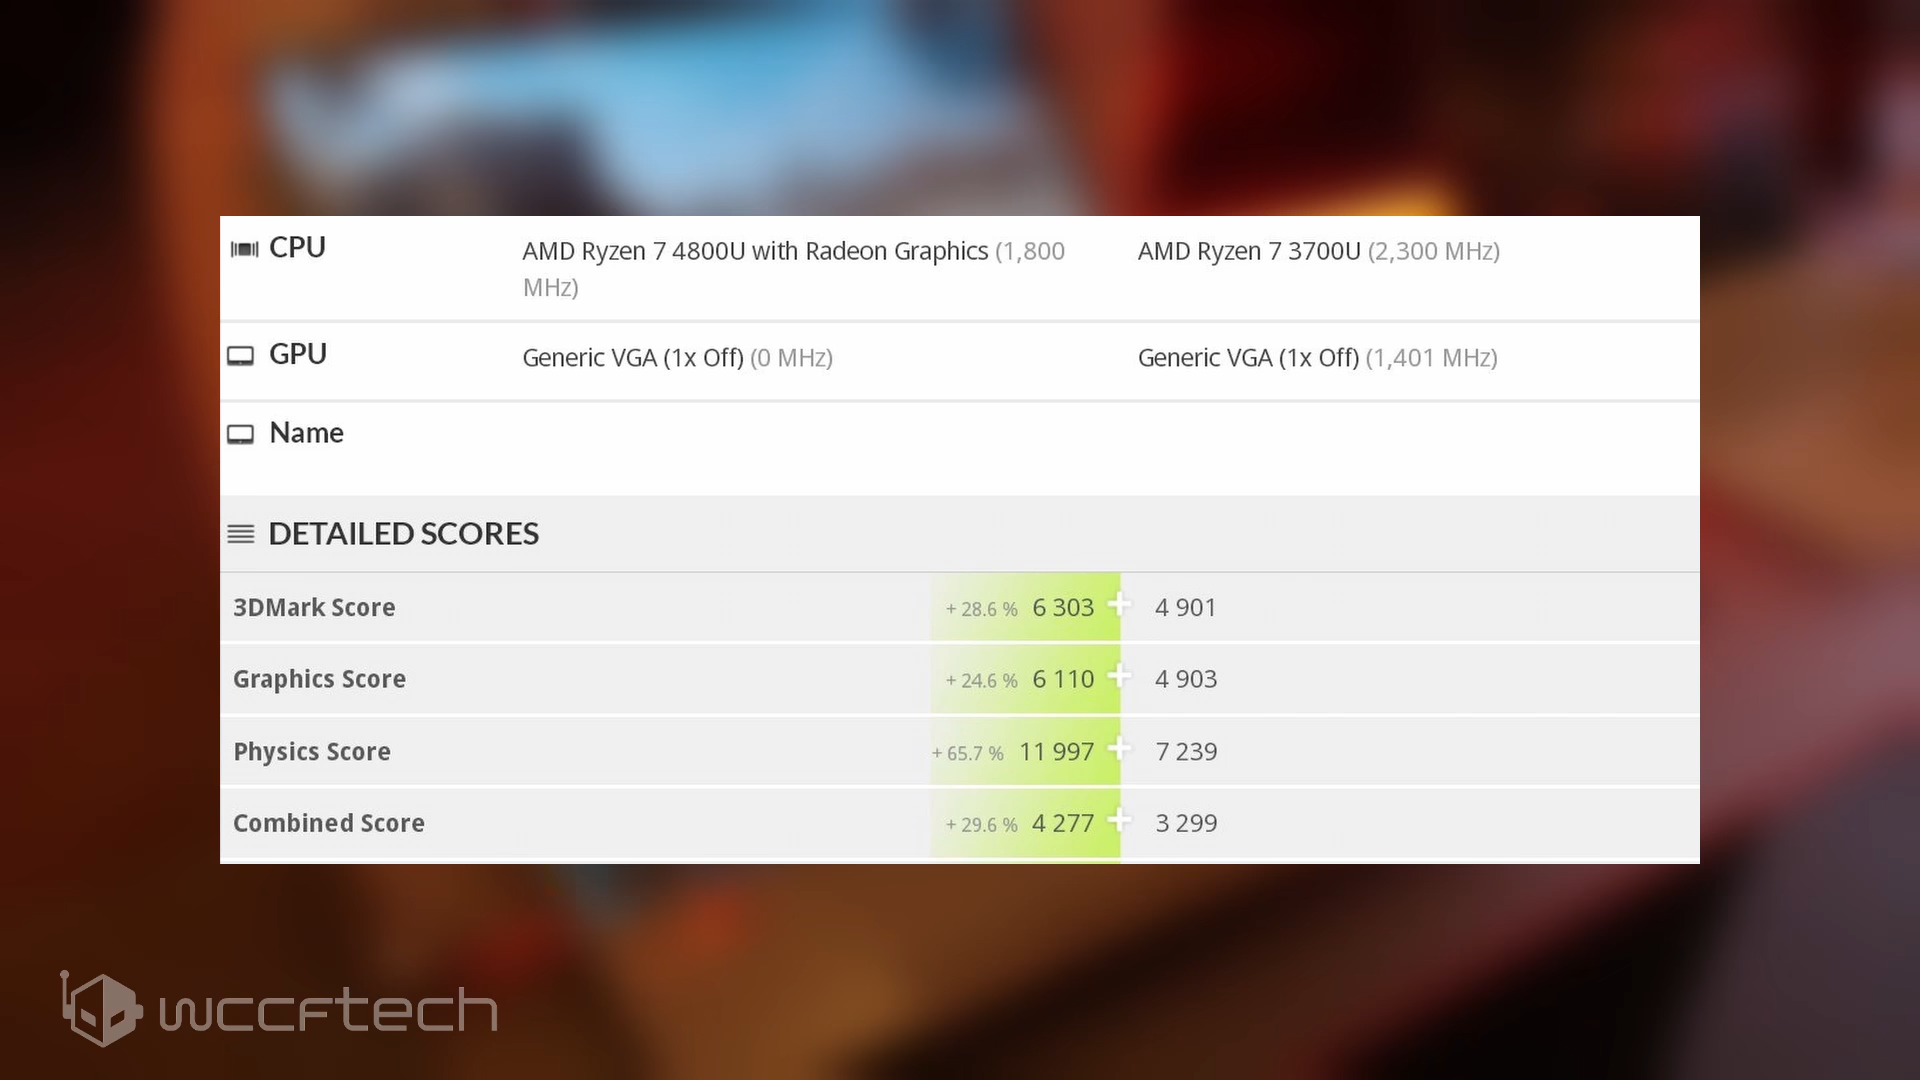 CPU AMD Ryzen 7 4800U with Radeon Graphics (1,800 AMD Ryzen 7 3700U (2,300 MHz)
MHz)
GPU Generic VGA (1x Off) (0 MHz) Generic VGA (1x Off) (1,401 MHz)
Name
DETAILED SCORES
3DMark Score + 28.6 % 6 303 + 4 901
Graphics Score + 24.6 % 6 110 + 4 903
Physics Score + 65.7 % 11 997 + 7 239
Combined Score + 29.6 % 4 277 + 3 299
wccftech